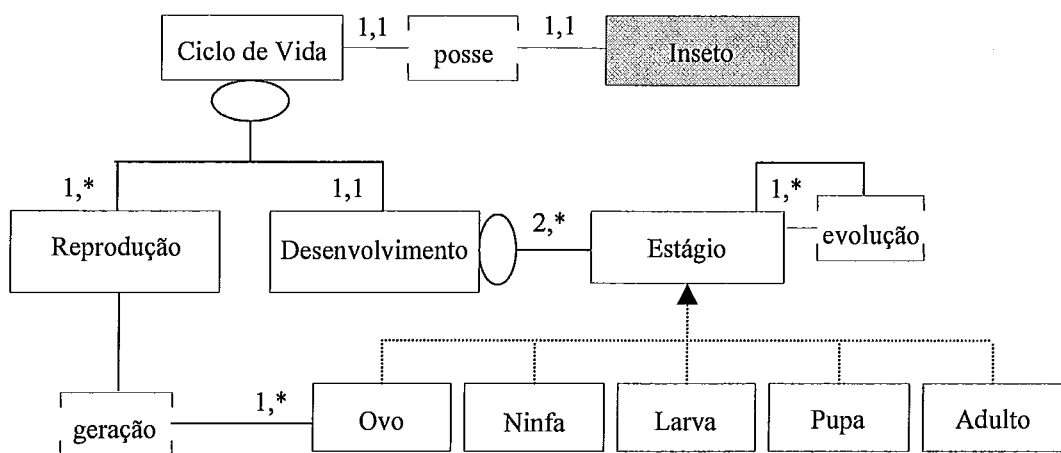 1,1
1,1
Ciclo de Vida
posse
Inseto
1,*
1,1
2,*
1,*
Reprodução
Desenvolvimento
Estágio
evolução
1,*
geração
Ovo
Ninfa
Larva
Pupa
Adulto